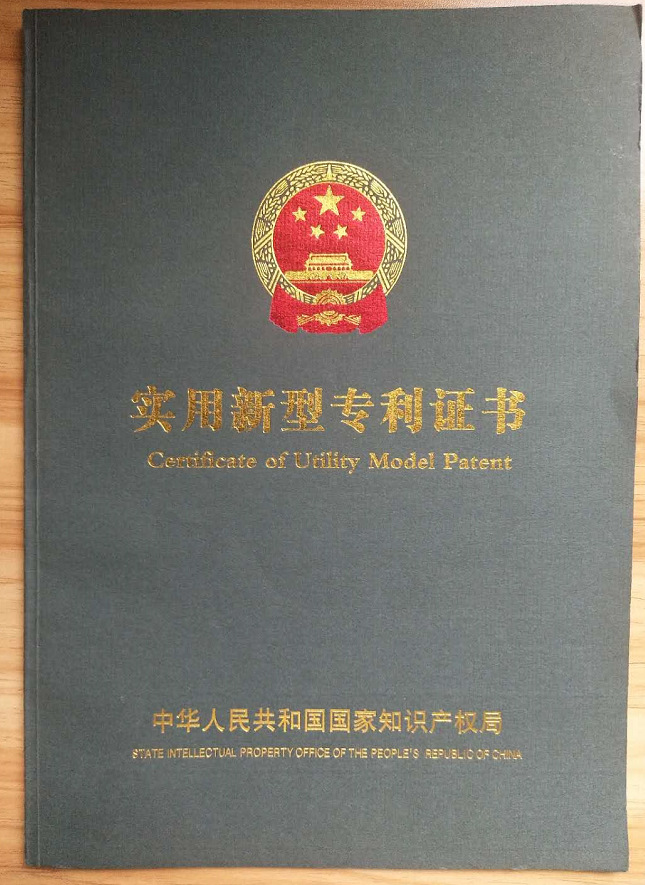 实用新型专利证书
Certificate of Utility Model Patent
中华人民共和国国家知识产权局
STATE INTELLECTUAL PROPERTY OFFICE OF THE PEOPLE'S REPUBLIC OF CHINA